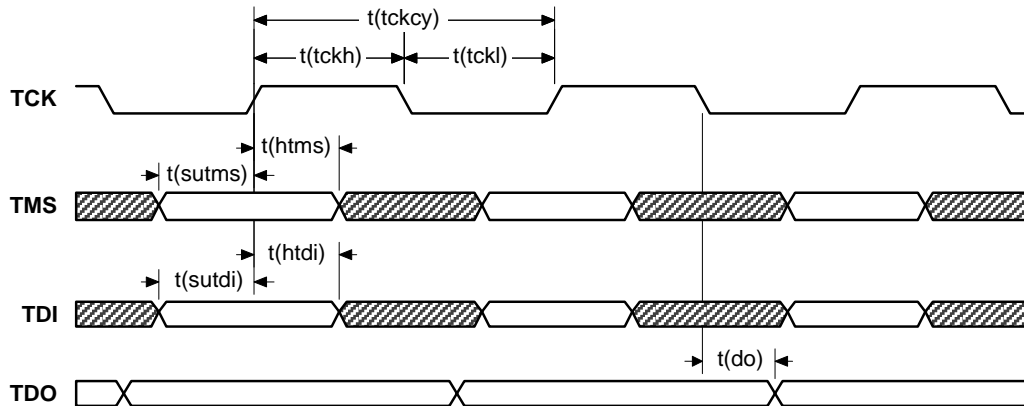 t(tckcy)
t(tckh) t(tckl)
TCK
t(htms)
t(sutms)
TMS
t(htdi)
t(sutdi)
TDI
t(do)
TDO